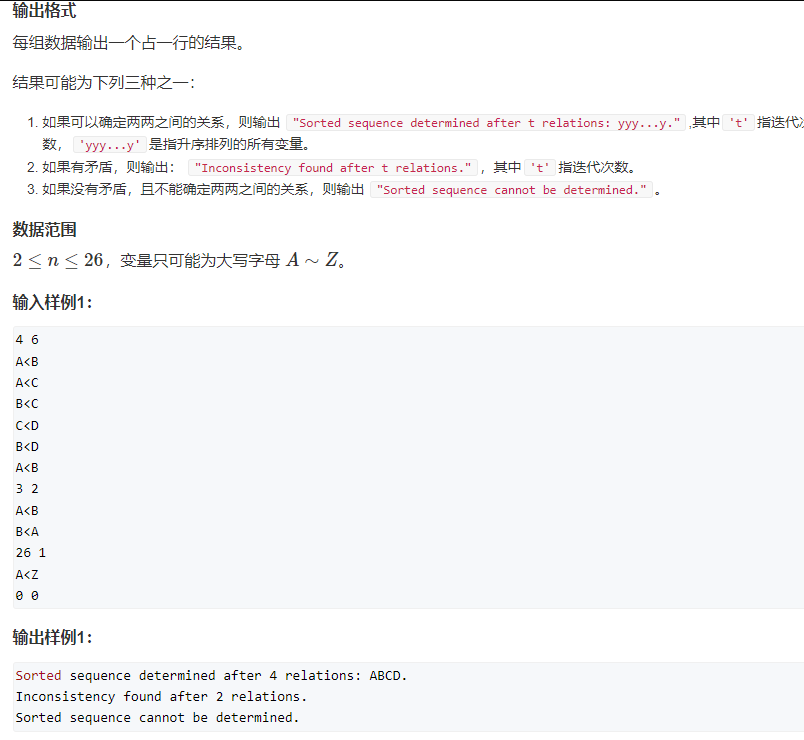 输出格式
每组数据输出一个占一行的结果。
结果可能为下列三种之一：
1. 如果可以确定两两之间的关系，则输出 "Sorted sequence determined after t relations: yyy...y." ,其中 't' 指迭代
数， 'yyy...y' 是指升序排列的所有变量。
2. 如果有矛盾，则输出： "Inconsistency found after t relations." ，其中 't' 指迭代次数。
3. 如果没有矛盾，且不能确定两两之间的关系，则输出 "Sorted sequence cannot be determined." 。
数据范围
2 ≤ n ≤ 26，变量只可能为大写字母 A ∼ Z。
输入样例1：
4 6
A<B
A<C
B<C
C<D
B<D
A<B
3 2
A<B
B<A
26 1
A<Z
0 0
输出样例1：
Sorted sequence determined after 4 relations: ABCD.
Inconsistency found after 2 relations.
Sorted sequence cannot be determined.